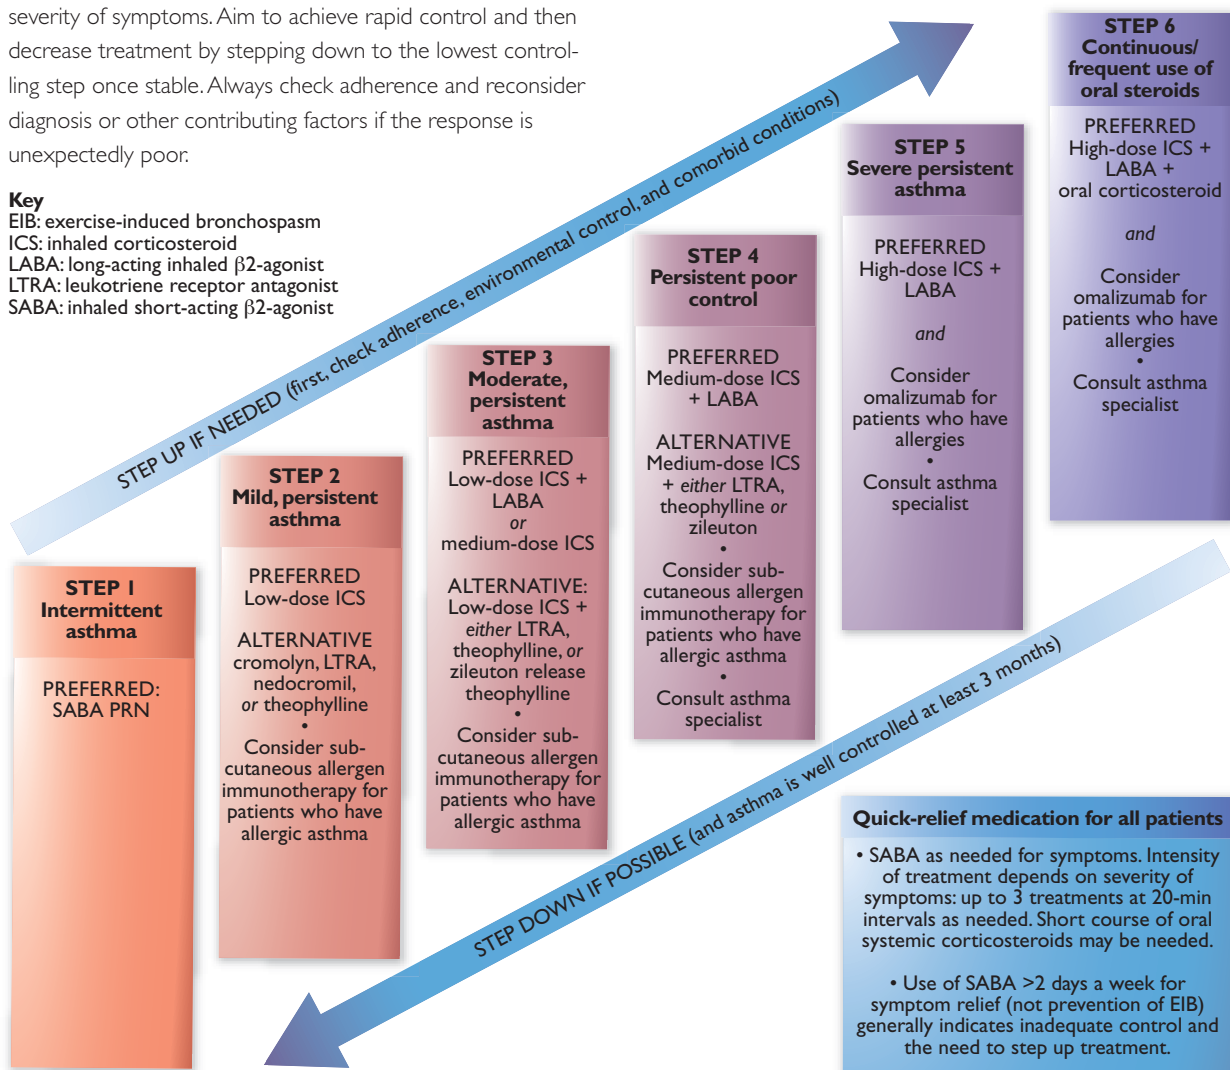 severity of symptoms. Aim to achieve rapid control and then
decrease treatment by stepping down to the lowest control-
ling step once stable. Always check adherence and reconsider
diagnosis or other contributing factors if the response is
unexpectedly poor.
Key
EIB: exercise-induced bronchospasm
ICS: inhaled corticosteroid
LABA: long-acting inhaled β2-agonist
LTRA: leukotriene receptor antagonist
SABA: inhaled short-acting β2-agonist
STEP UP IF NEEDED (first, check adherence, environmental control, and comorbid conditions)
STEP 1
Intermittent
asthma
PREFERRED:
SABA PRN
STEP 2
Mild, persistent
asthma
PREFERRED
Low-dose ICS
ALTERNATIVE
cromolyn, LTRA,
nedocromil,
or theophylline
•
Consider sub-
cutaneous allergen
immunotherapy for
patients who have
allergic asthma
STEP 3
Moderate,
persistent
asthma
PREFERRED
Low-dose ICS +
LABA
or
medium-dose ICS
ALTERNATIVE:
Low-dose ICS +
either LTRA,
theophylline, or
zileuton release
theophylline
•
Consider sub-
cutaneous allergen
immunotherapy for
patients who have
allergic asthma
STEP 4
Persistent poor
control
PREFERRED
Medium-dose ICS
+ LABA
ALTERNATIVE
Medium-dose ICS
+ either LTRA,
theophylline or
zileuton
•
Consider sub-
cutaneous allergen
immunotherapy for
patients who have
allergic asthma
•
Consult asthma
specialist
STEP 5
Severe persistent
asthma
PREFERRED
High-dose ICS +
LABA
and
Consider
omalizumab for
patients who have
allergies
•
Consult asthma
specialist
STEP 6
Continuous/
frequent use of
oral steroids
PREFERRED
High-dose ICS +
LABA +
oral corticosteroid
and
Consider
omalizumab for
patients who have
allergies
•
Consult asthma
specialist
STEP DOWN IF POSSIBLE (and asthma is well controlled at least 3 months)
Quick-relief medication for all patients
• SABA as needed for symptoms. Intensity
of treatment depends on severity of
symptoms: up to 3 treatments at 20-min
intervals as needed. Short course of oral
systemic corticosteroids may be needed.
• Use of SABA >2 days a week for
symptom relief (not prevention of EIB)
generally indicates inadequate control and
the need to step up treatment.